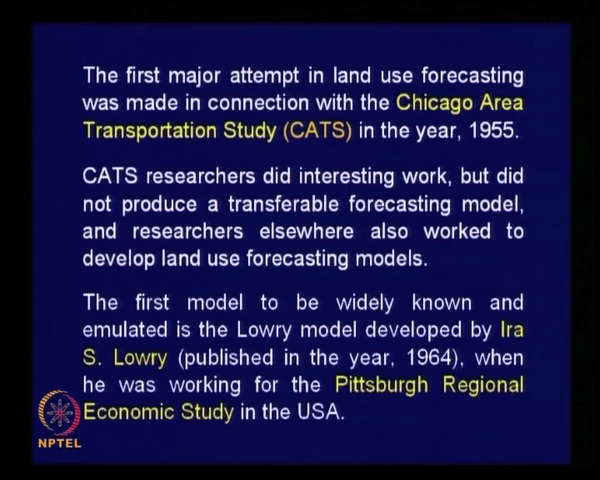 The first major attempt in land use forecasting
was made in connection with the Chicago Area
Transportation Study (CATS) in the year, 1955.
CATS researchers did interesting work, but did
not produce a transferable forecasting model,
and researchers elsewhere also worked to
develop land use forecasting models.
The first model to be widely known and
emulated is the Lowry model developed by Ira
S. Lowry (published in the year, 1964), when
he was working for the Pittsburgh Regional
Economic Study in the USA.
NPTEL